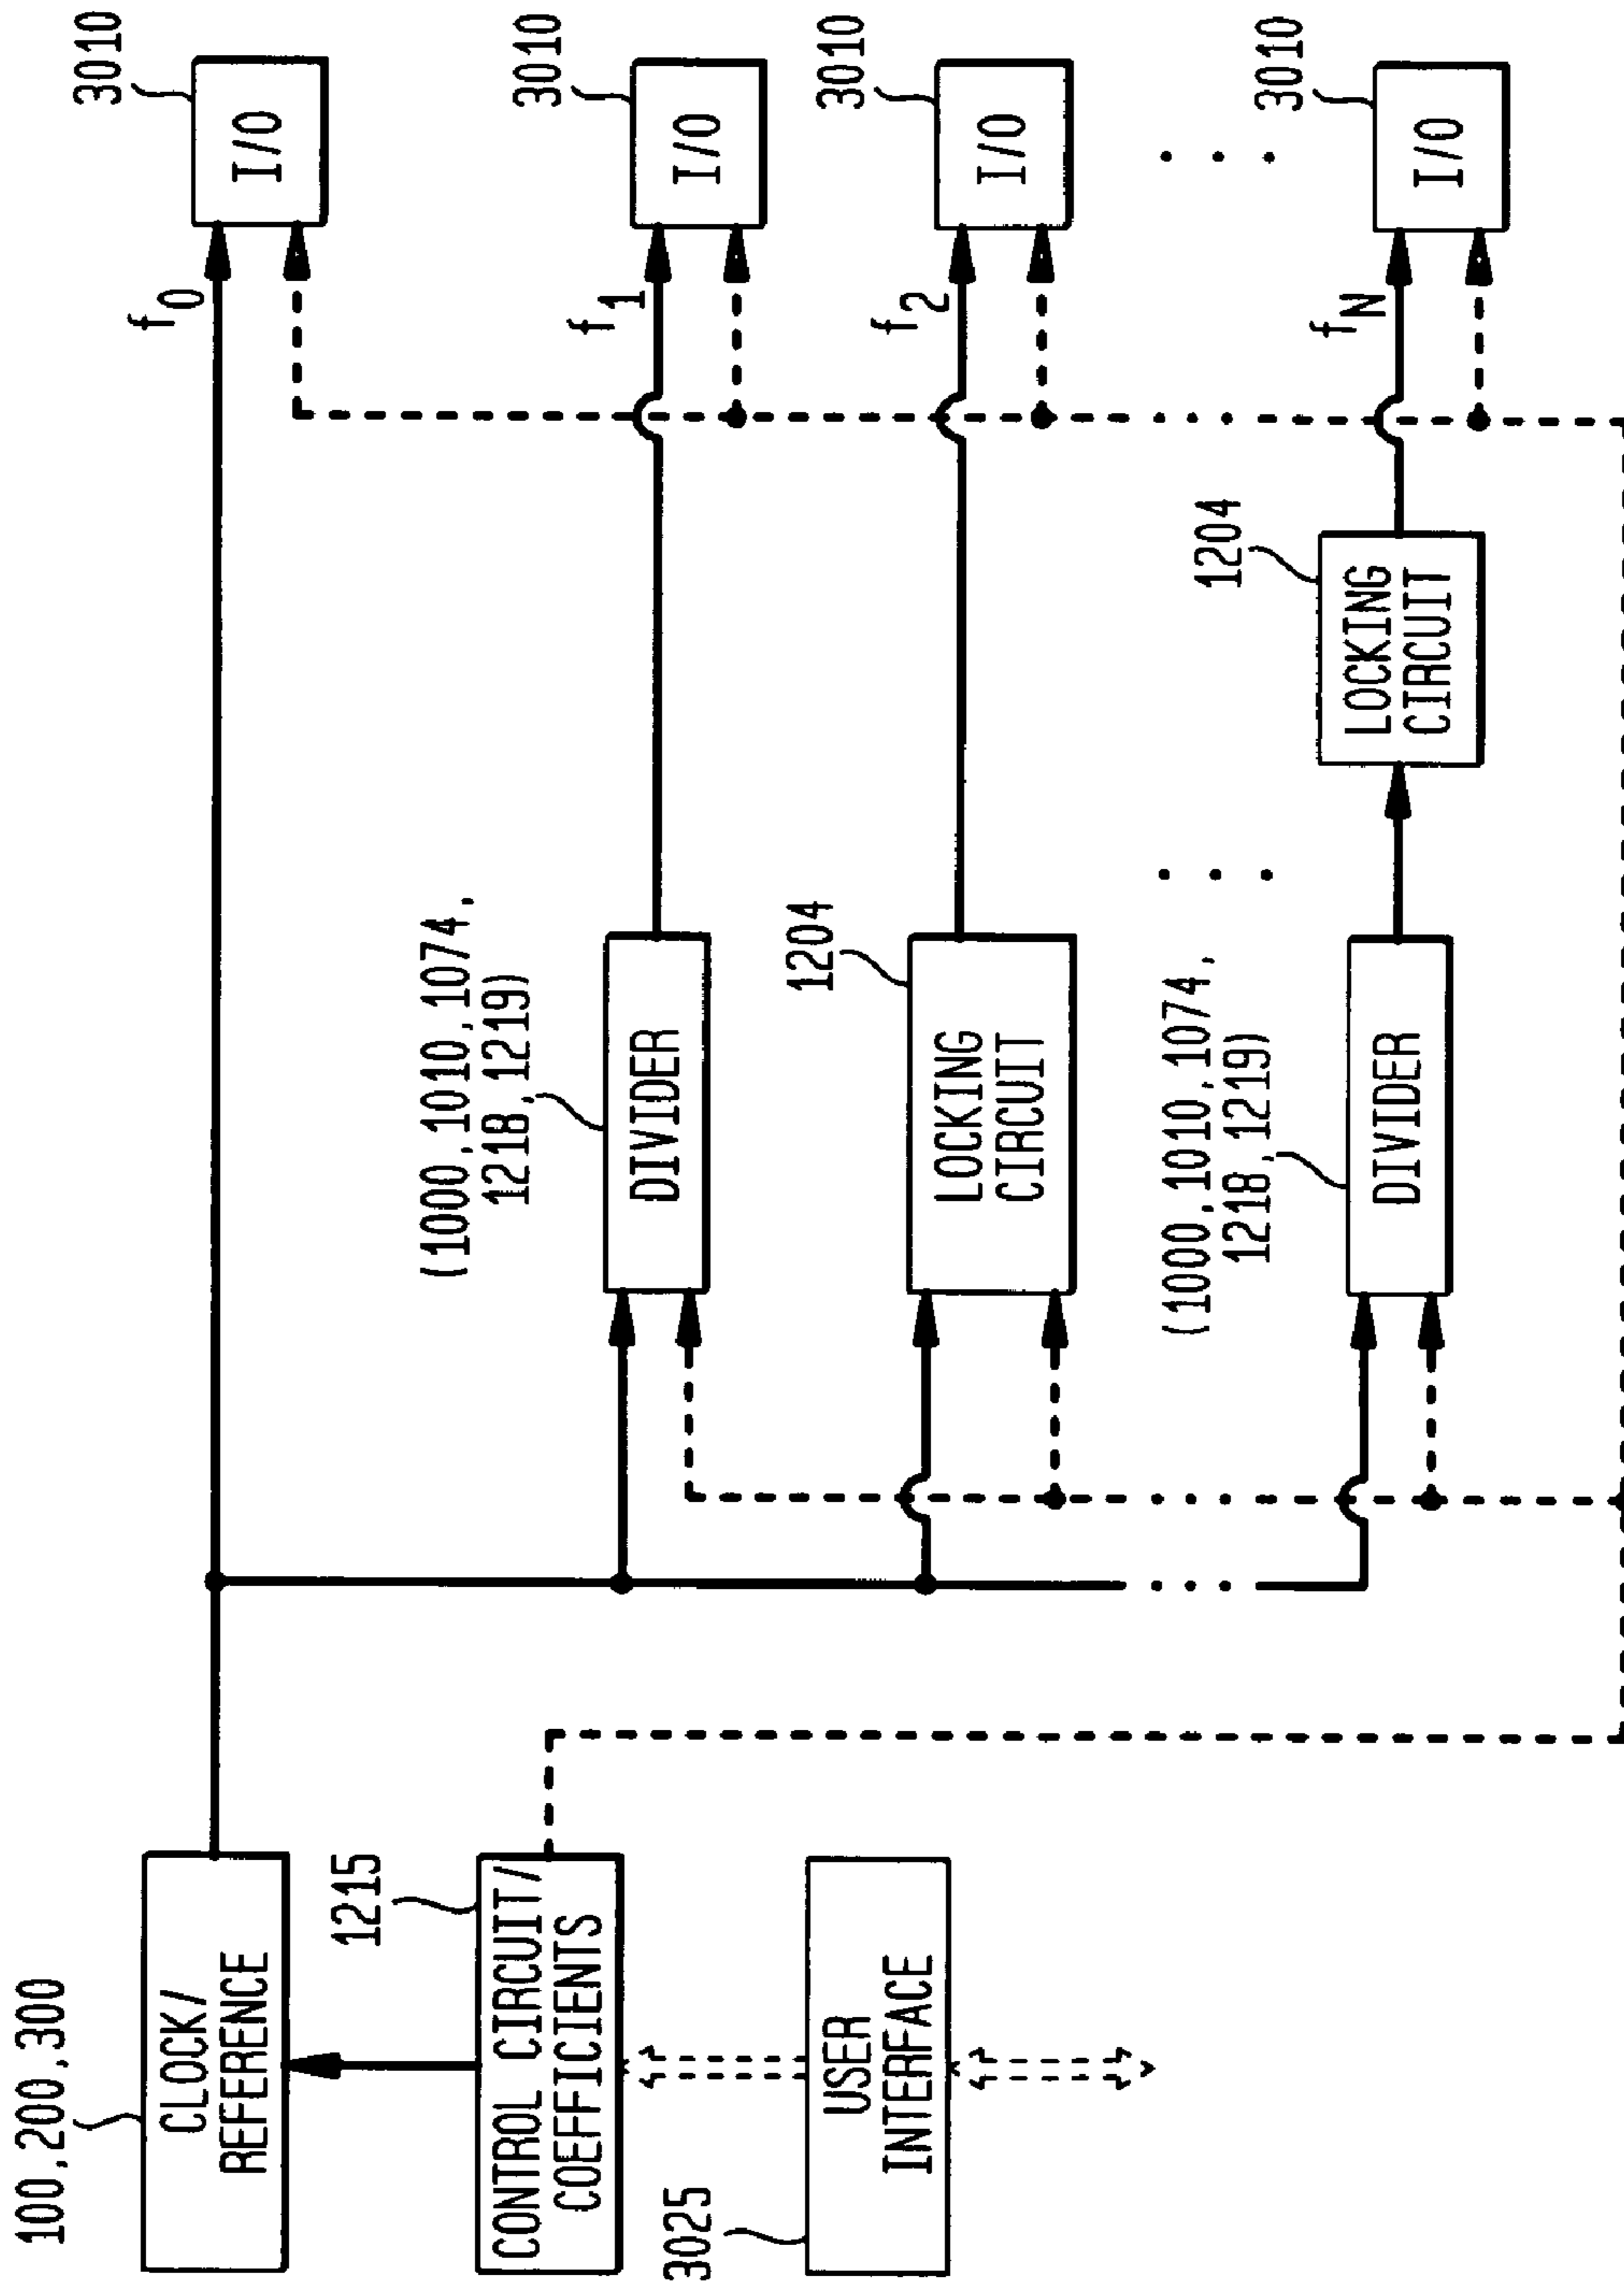 100,200,300
CLOCK/
REFERENCE
f0
3010
I/O
1215
CONTROL CIRCUIT/
COEFFICIENTS
(1000,1010,1074,
1218,1219)
DIVIDER
f1
3010
I/O
3025
USER
INTERFACE
1204
LOCKING
CIRCUIT
f2
3010
I/O
(1000,1010,1074,
1218,1219)
DIVIDER
1204
LOCKING
CIRCUIT
fN
3010
I/O